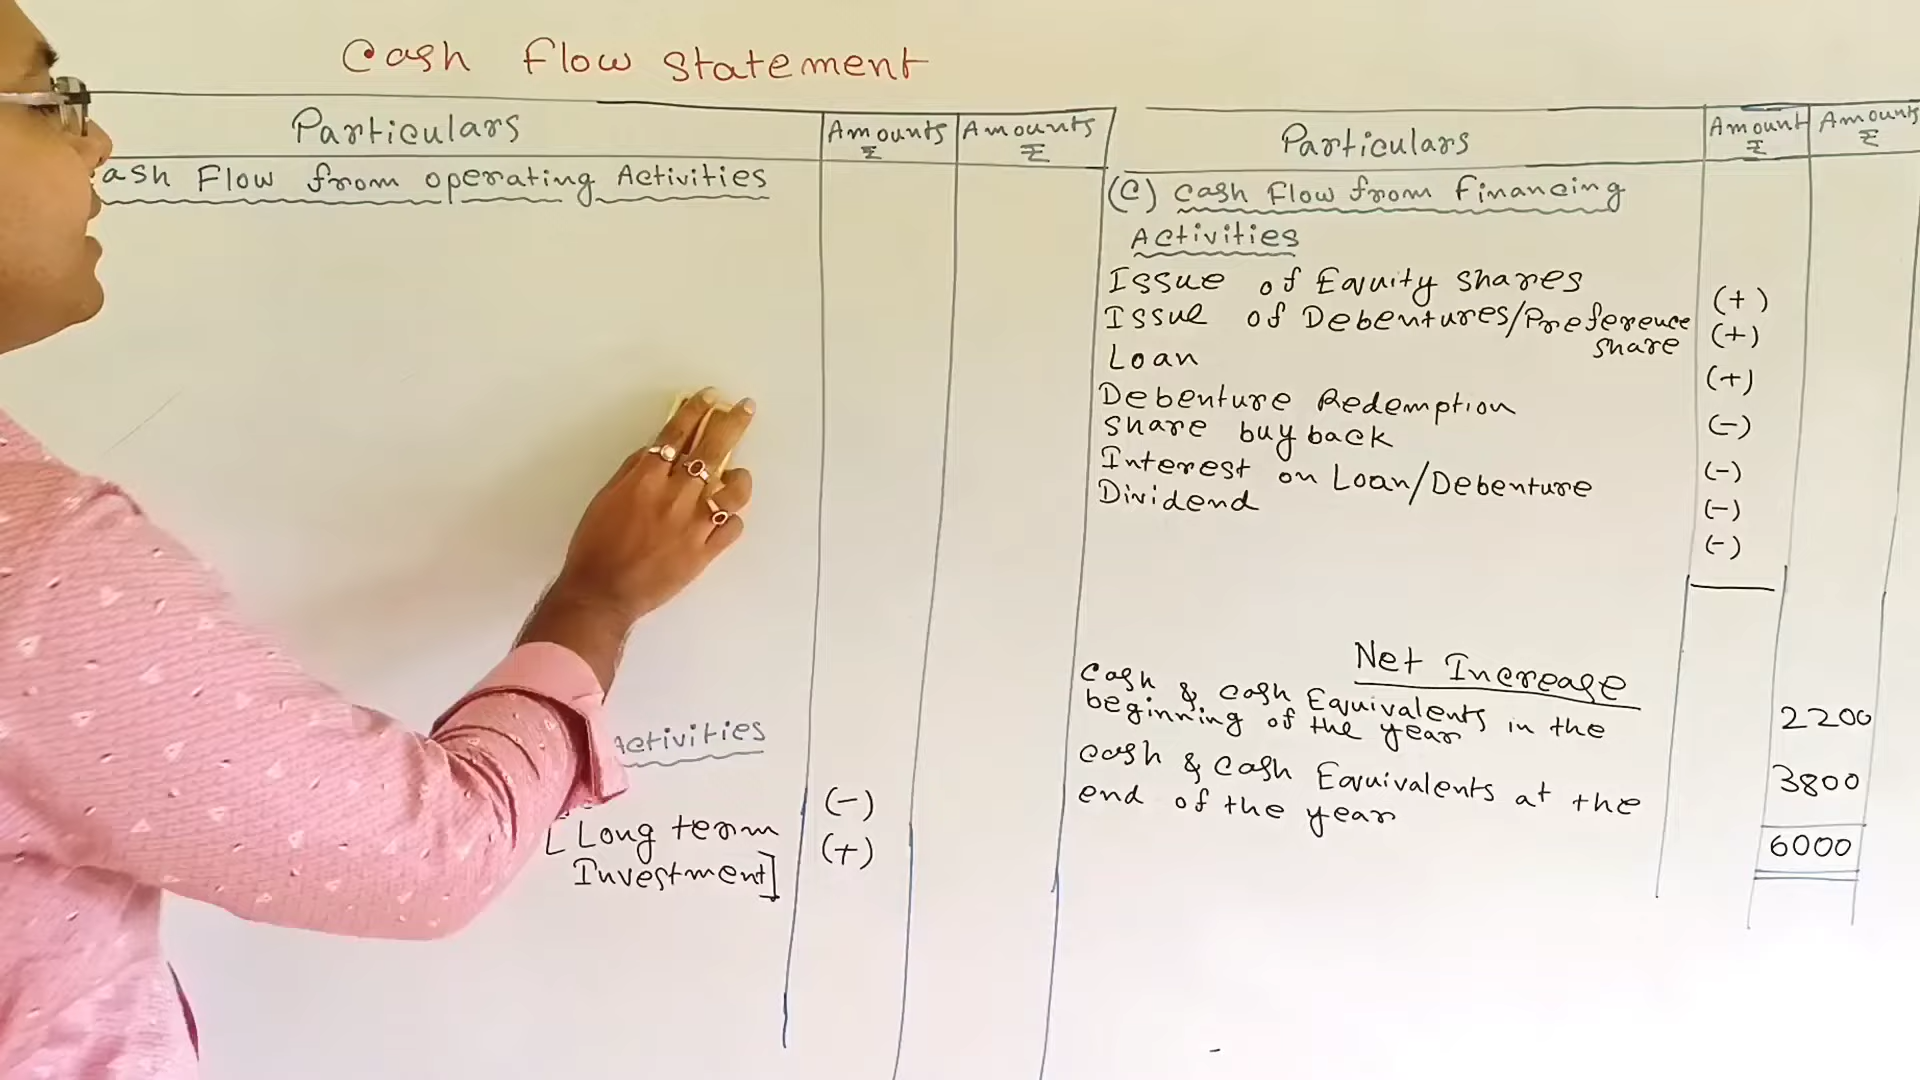 Cash Flow Statement
Particulars
Amounts
₹
Amounts
₹
ash Flow from operating Activities
Activities
[Long term
Investment]
(-)
(+)
Particulars
Amount
₹
Amounts
₹
(C) Cash Flow from Financing
Activities
Issue of Equity shares (+)
Issue of Debentures/Preference
share (+)
Loan (+)
Debenture Redemption (-)
Share buy back (-)
Interest on Loan/Debenture (-)
Dividend (-)
Net Increase
Cash & Cash Equivalents in the
beginning of the year 2200
Cash & Cash Equivalents at the
end of the year 3800
6000